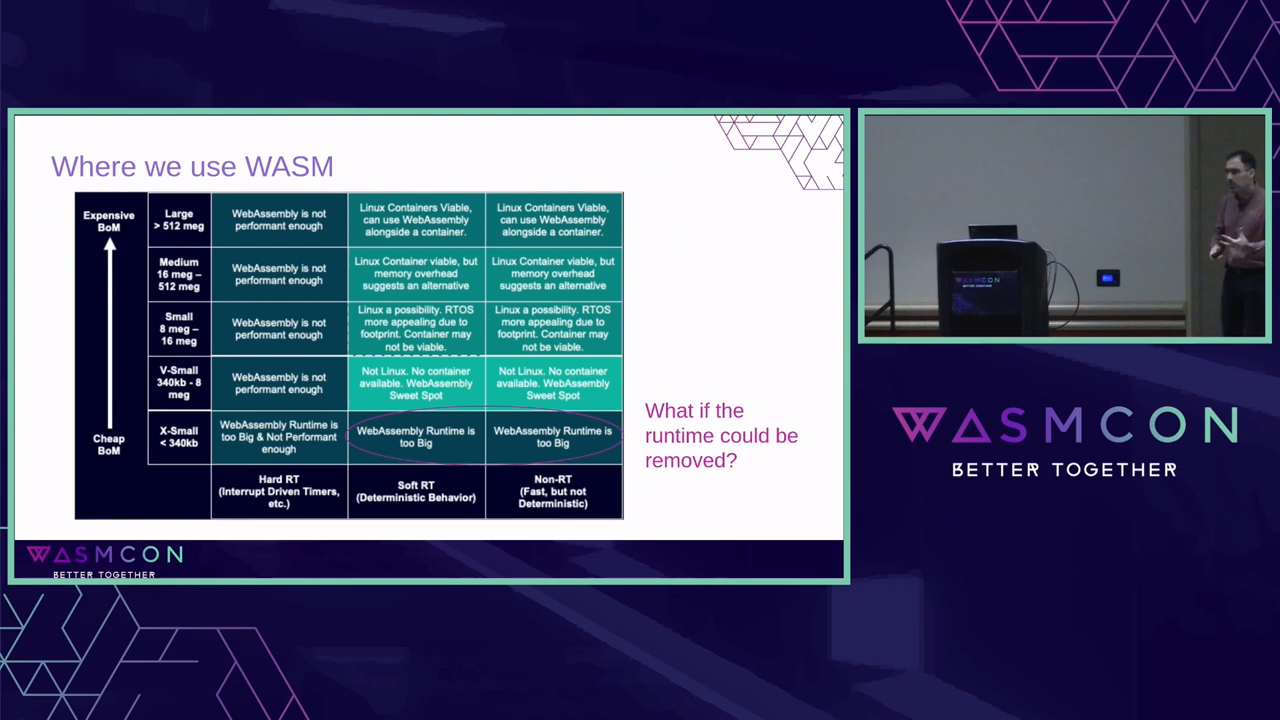 Where we use WASM
Expensive
BoM
Large
> 512 meg
WebAssembly is not
performant enough
Linux Containers Viable,
can use WebAssembly
alongside a container.
Linux Containers Viable,
can use WebAssembly
alongside a container.
Medium
16 meg –
512 meg
WebAssembly is not
performant enough
Linux Container viable, but
memory overhead
suggests an alternative
Linux Container viable, but
memory overhead
suggests an alternative
Small
8 meg –
16 meg
WebAssembly is not
performant enough
Linux a possibility. RTOS
more appealing due to
footprint. Container may
not be viable.
Linux a possibility. RTOS
more appealing due to
footprint. Container may
not be viable.
V-Small
340kb - 8
meg
WebAssembly is not
performant enough
Not Linux. No container
available. WebAssembly
Sweet Spot
Not Linux. No container
available. WebAssembly
Sweet Spot
Cheap
BoM
X-Small
< 340kb
WebAssembly Runtime is
too Big & Not Performant
enough
WebAssembly Runtime is
too Big
WebAssembly Runtime is
too Big
Hard RT
(Interrupt Driven Timers,
etc.)
Soft RT
(Deterministic Behavior)
Non-RT
(Fast, but not
Deterministic)
What if the
runtime could be
removed?
WASMCON
BETTER TOGETHER
WASMCON
WASMCON
BETTER TOGETHER